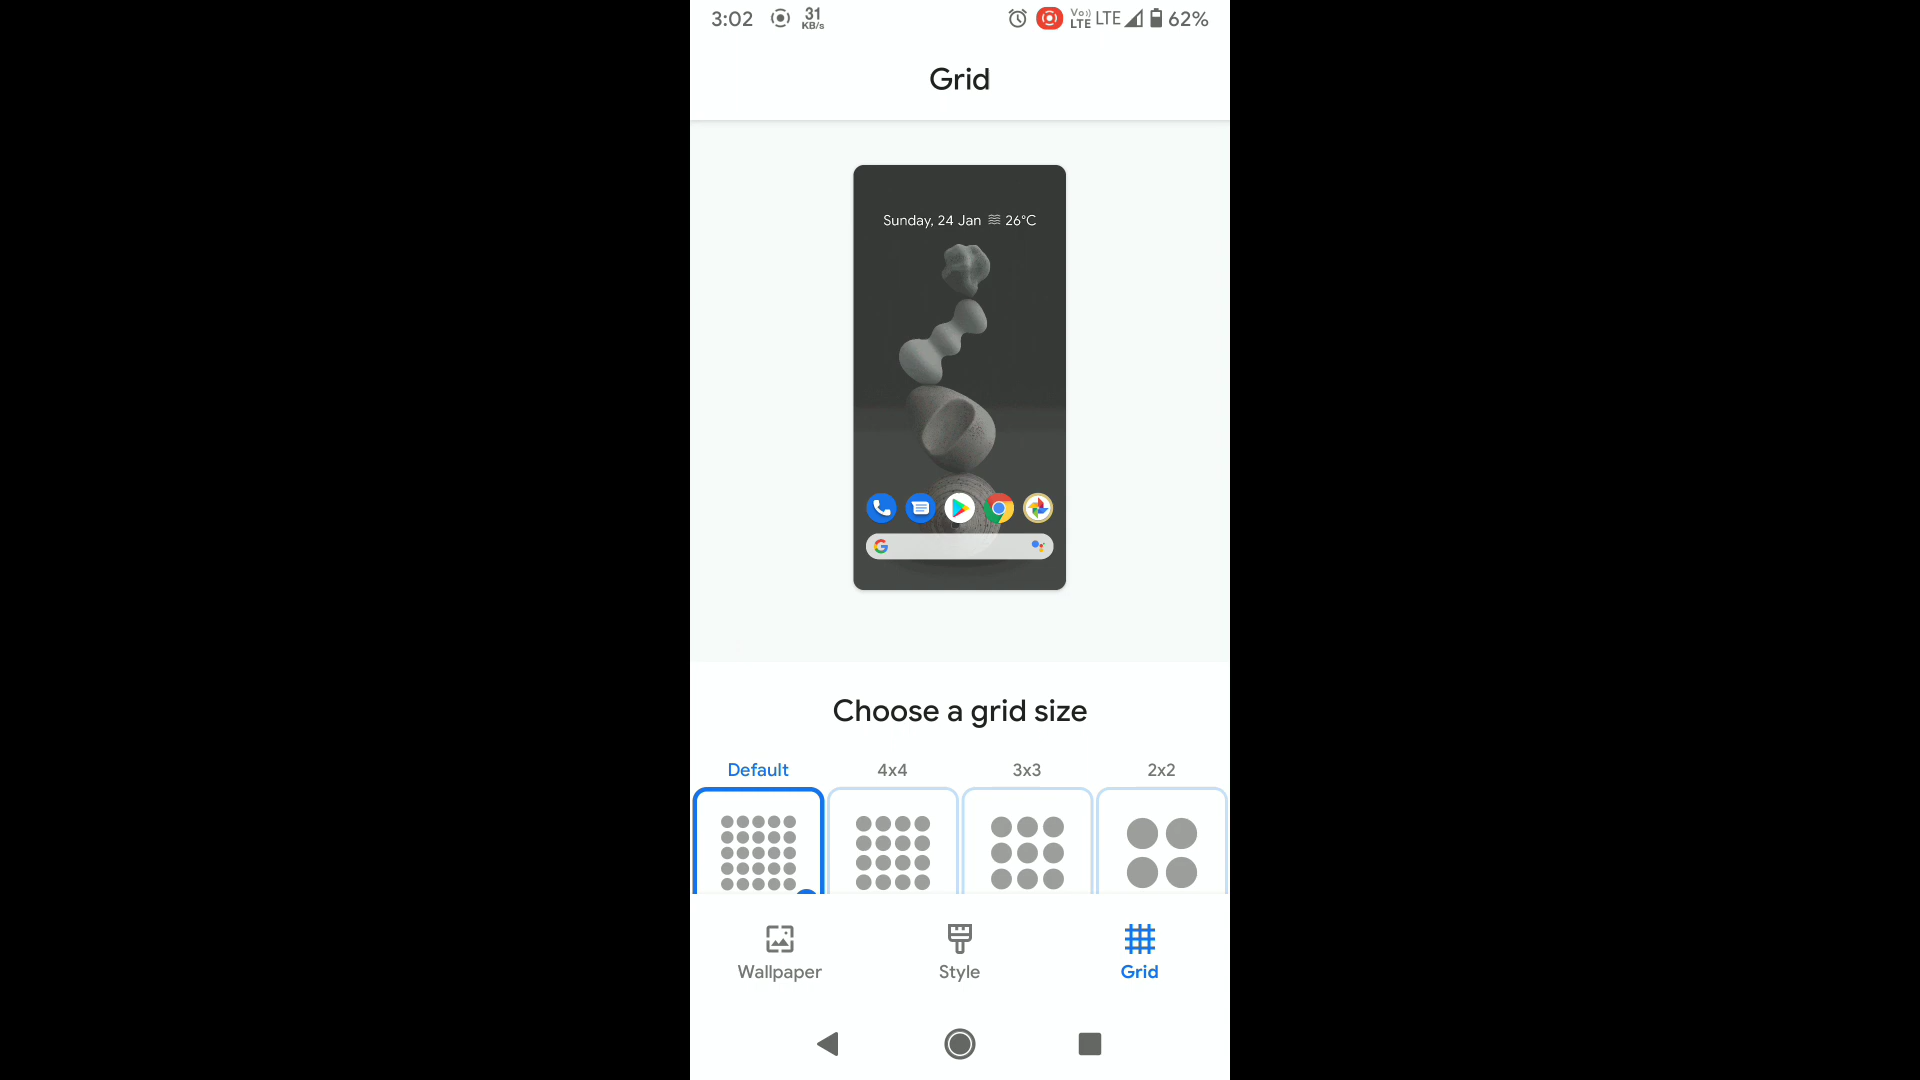 3:02 31 KB/s Vo)) LTE LTE 62%
Grid
Sunday, 24 Jan 26°C
G
Choose a grid size
Default 4x4 3x3 2x2
Wallpaper Style Grid